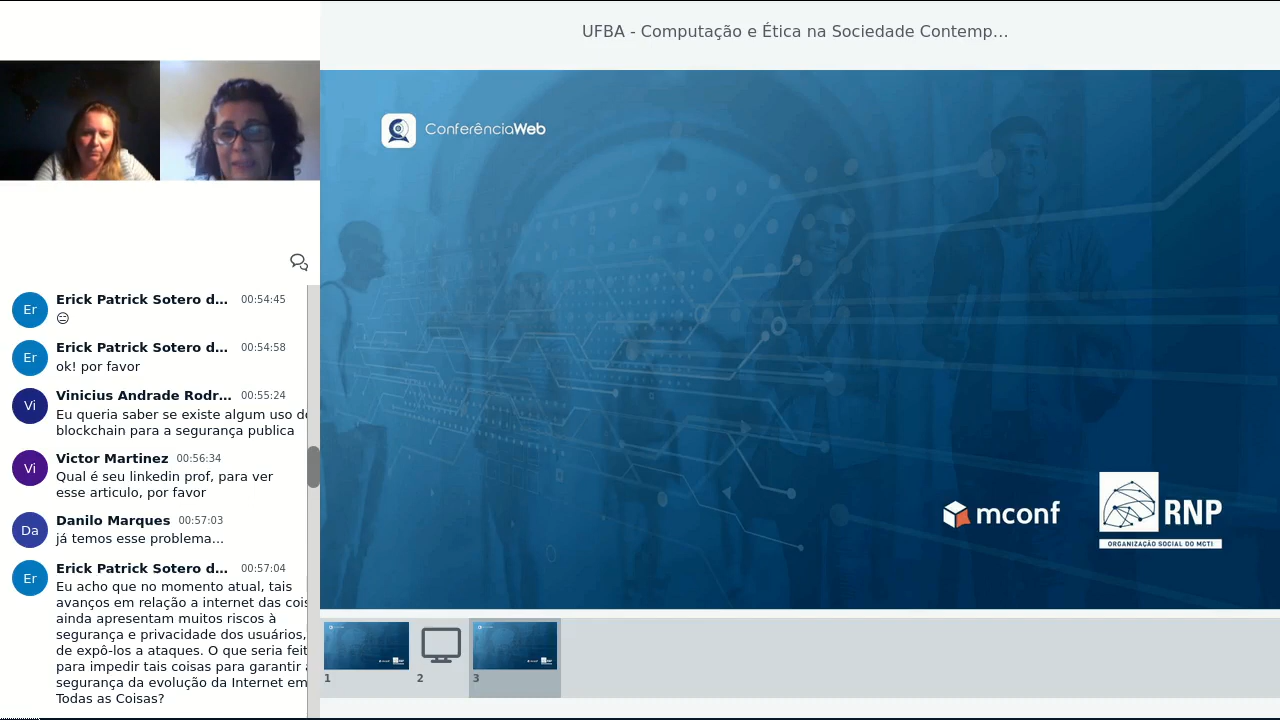 UFBA - Computação e Ética na Sociedade Contemp...
ConferênciaWeb
Er
Erick Patrick Sotero d... 00:54:45
Er
Erick Patrick Sotero d... 00:54:58
ok! por favor
Vi
Vinicius Andrade Rodr... 00:55:24
Eu queria saber se existe algum uso de
blockchain para a segurança publica
Vi
Victor Martinez 00:56:34
Qual é seu linkedin prof, para ver
esse articulo, por favor
Da
Danilo Marques 00:57:03
já temos esse problema...
Er
Erick Patrick Sotero d... 00:57:04
Eu acho que no momento atual, tais
avanços em relação a internet das cois
ainda apresentam muitos riscos à
segurança e privacidade dos usuários,
de expô-los a ataques. O que seria feit
para impedir tais coisas para garantir a
segurança da evolução da Internet em
Todas as Coisas?
mconf
RNP
ORGANIZAÇÃO SOCIAL DO MCTI
1
2
3